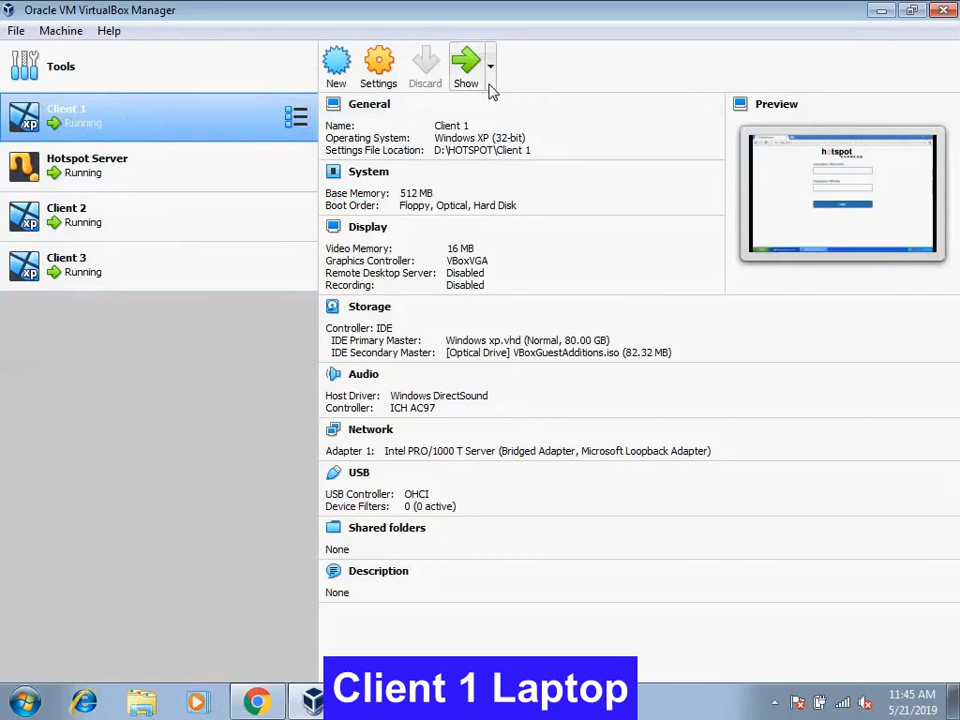 Oracle VM VirtualBox Manager
File Machine Help
Tools
New Settings Discard Show
Client 1
Running
Hotspot Server
Running
Client 2
Running
Client 3
Running
General
Name: Client 1
Operating System: Windows XP (32-bit)
Settings File Location: D:\HOTSPOT\Client 1
System
Base Memory: 512 MB
Boot Order: Floppy, Optical, Hard Disk
Display
Video Memory: 16 MB
Graphics Controller: VBoxVGA
Remote Desktop Server: Disabled
Recording: Disabled
Storage
Controller: IDE
IDE Primary Master: Windows xp.vhd (Normal, 80.00 GB)
IDE Secondary Master: [Optical Drive] VBoxGuestAdditions.iso (82.32 MB)
Audio
Host Driver: Windows DirectSound
Controller: ICH AC97
Network
Adapter 1: Intel PRO/1000 T Server (Bridged Adapter, Microsoft Loopback Adapter)
USB
USB Controller: OHCI
Device Filters: 0 (0 active)
Shared folders
None
Description
None
Preview
hotspot
EXPRESS
Login
Client 1 Laptop
11:45 AM
5/21/2019